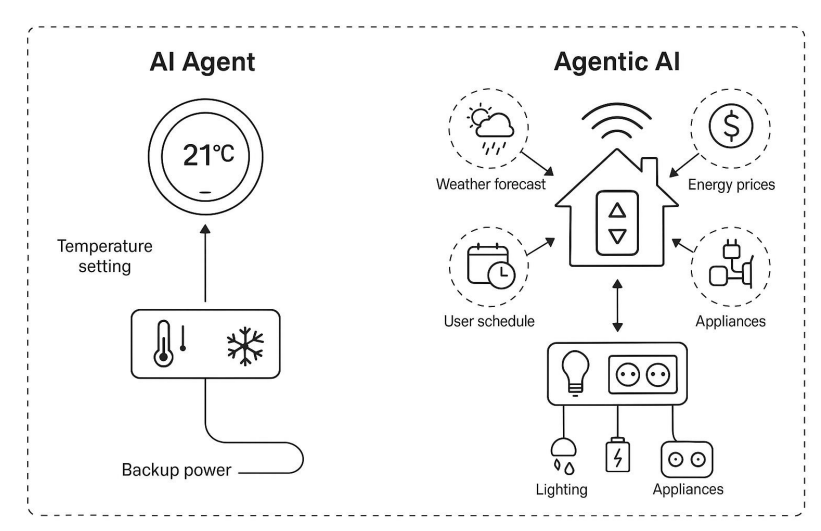 AI Agent
21°C
Temperature
setting
Backup power
Agentic AI
$
Weather forecast
Energy prices
User schedule
Appliances
Lighting
Appliances